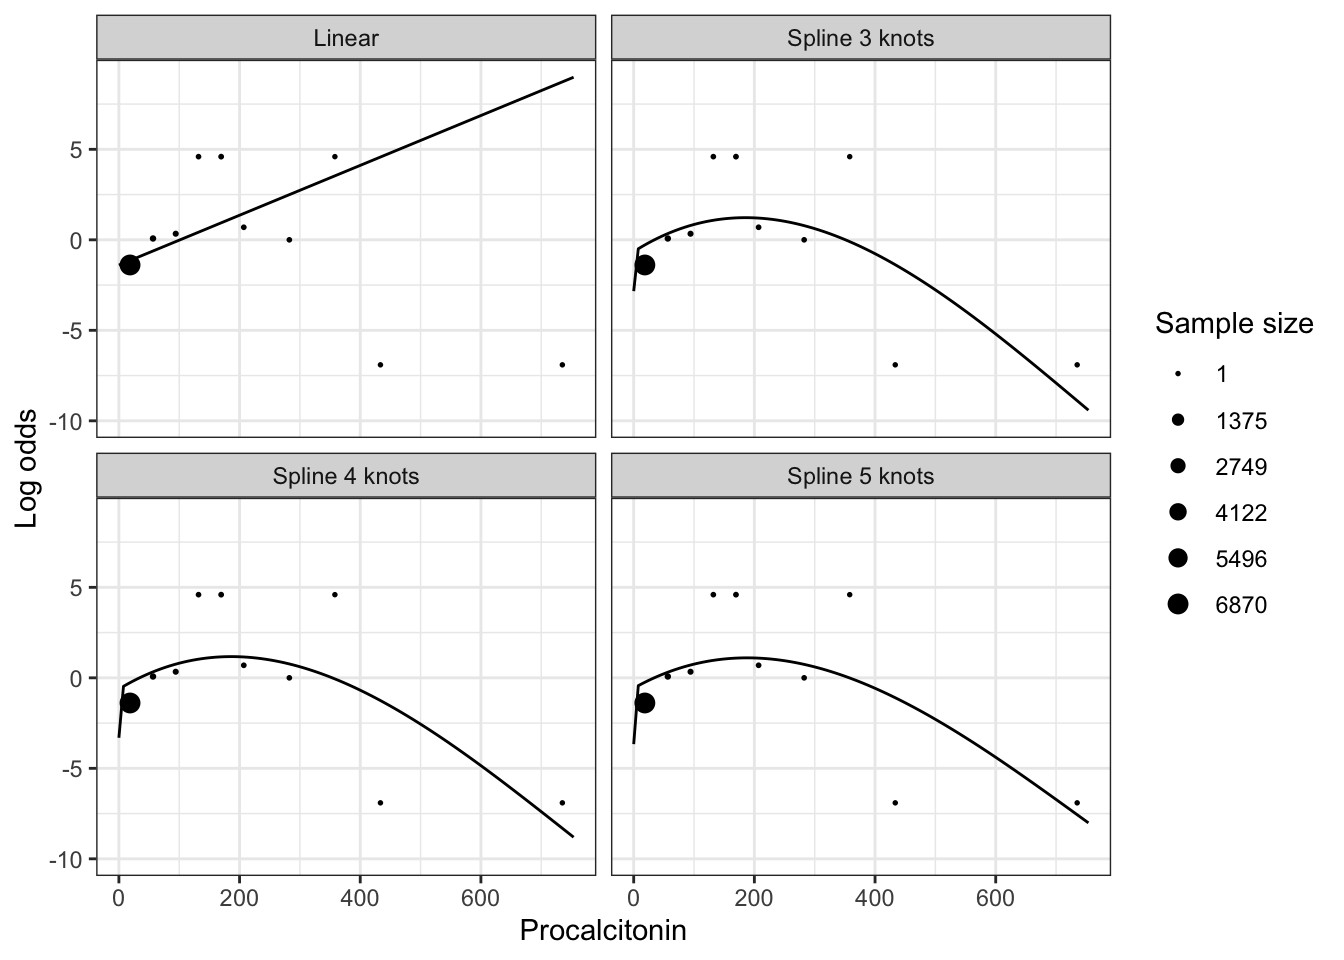 Linear
Spline 3 knots
5
0
-5
-10
Spline 4 knots
Spline 5 knots
5
0
-5
-10
0 200 400 600
0 200 400 600
Procalcitonin
Log odds
Sample size
1
1375
2749
4122
5496
6870